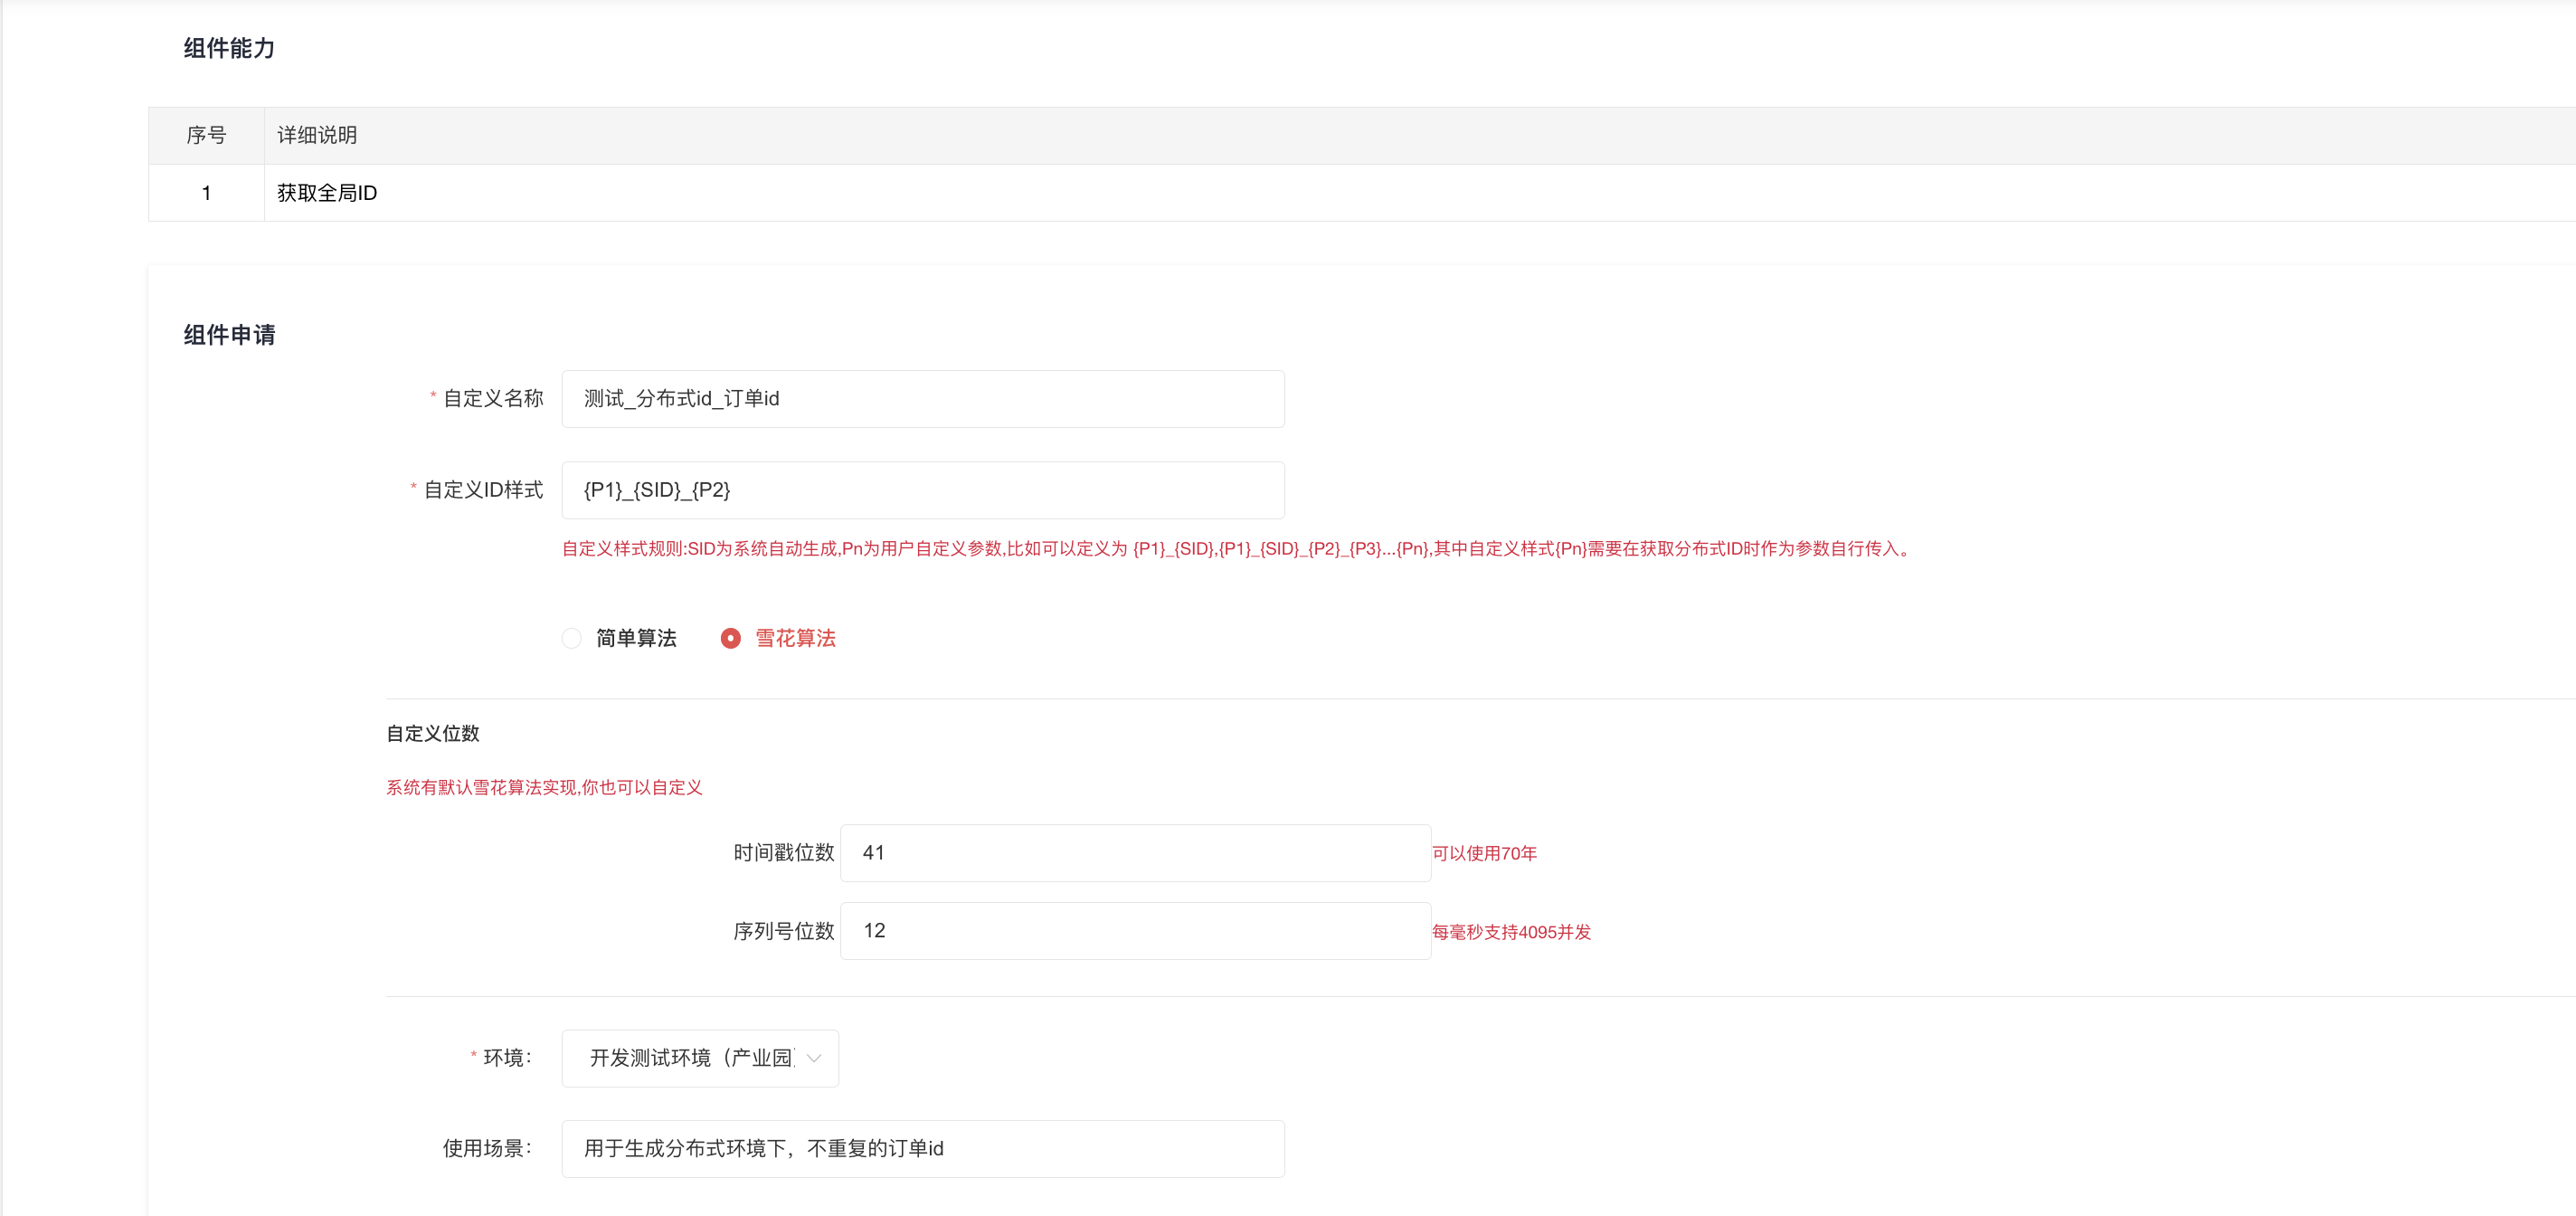 组件能力
序号 详细说明
1 获取全局ID
组件申请
* 自定义名称 测试_分布式id_订单id
* 自定义ID样式 {P1}_{SID}_{P2}
自定义样式规则:SID为系统自动生成,Pn为用户自定义参数,比如可以定义为 {P1}_{SID},{P1}_{SID}_{P2}_{P3}...{Pn},其中自定义样式{Pn}需要在获取分布式ID时作为参数自行传入。
简单算法 雪花算法
自定义位数
系统有默认雪花算法实现,你也可以自定义
时间戳位数 41 可以使用70年
序列号位数 12 每毫秒支持4095并发
* 环境: 开发测试环境（产业园
使用场景: 用于生成分布式环境下，不重复的订单id